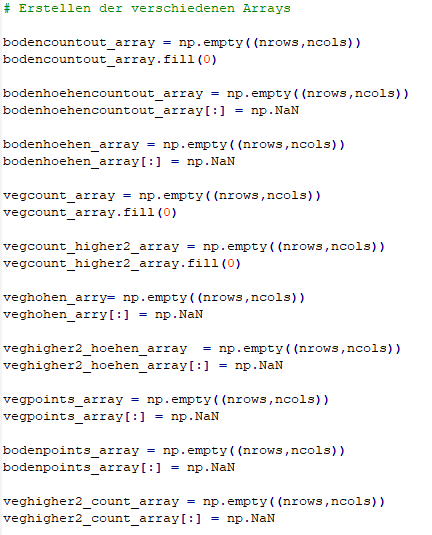 # Erstellen der verschiedenen Arrays
bodencountout_array = np.empty((nrows,ncols))
bodencountout_array.fill(0)
bodenhoehencountout_array = np.empty((nrows,ncols))
bodenhoehencountout_array[:] = np.NaN
bodenhoehen_array = np.empty((nrows,ncols))
bodenhoehen_array[:] = np.NaN
vegcount_array = np.empty((nrows,ncols))
vegcount_array.fill(0)
vegcount_higher2_array = np.empty((nrows,ncols))
vegcount_higher2_array.fill(0)
veghohen_arry= np.empty((nrows,ncols))
veghohen_arry[:] = np.NaN
veghigher2_hoehen_array  = np.empty((nrows,ncols))
veghigher2_hoehen_array[:] = np.NaN
vegpoints_array = np.empty((nrows,ncols))
vegpoints_array[:] = np.NaN
bodenpoints_array = np.empty((nrows,ncols))
bodenpoints_array[:] = np.NaN
veghigher2_count_array = np.empty((nrows,ncols))
veghigher2_count_array[:] = np.NaN